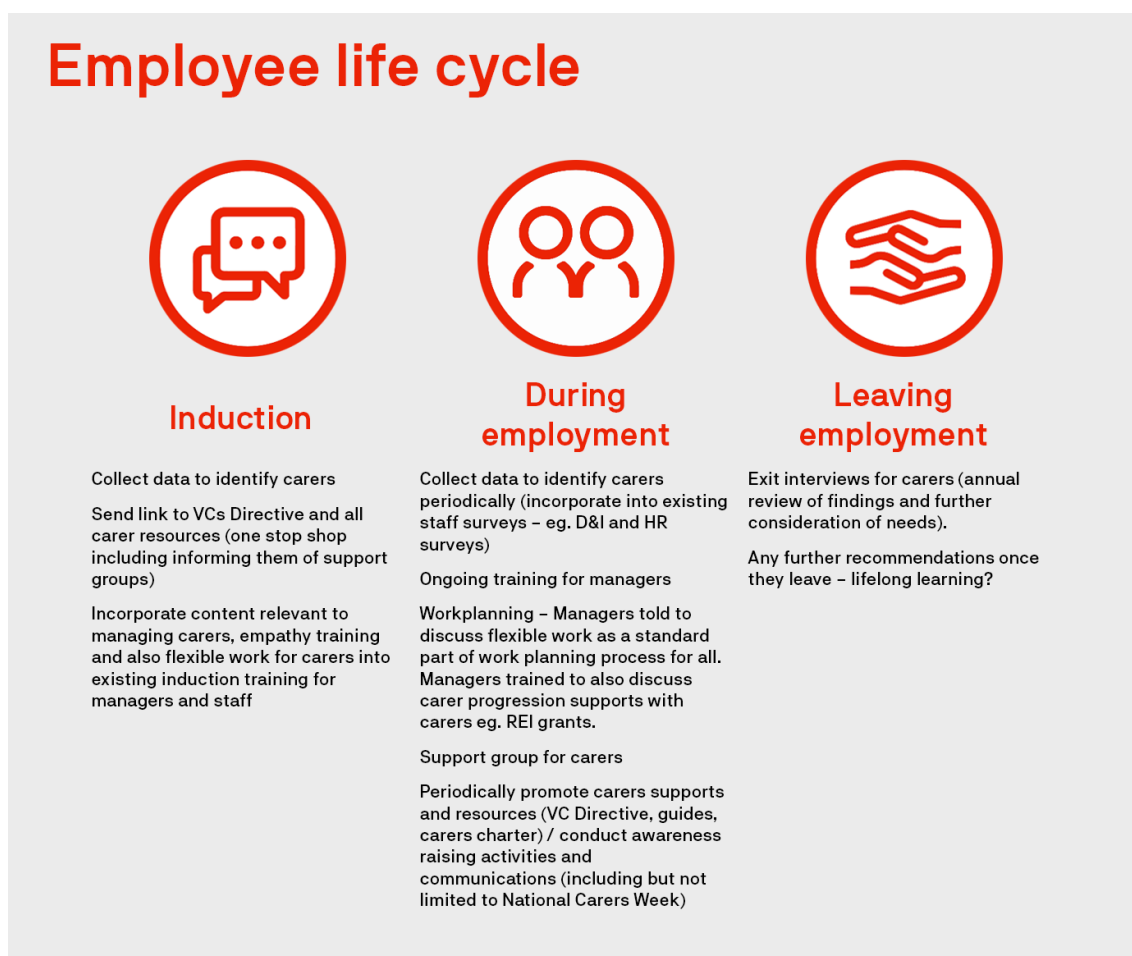 Employee life cycle
Induction
Collect data to identify carers
Send link to VCs Directive and all
carer resources (one stop shop
including informing them of support
groups)
Incorporate content relevant to
managing carers, empathy training
and also flexible work for carers into
existing induction training for
managers and staff
During
employment
Collect data to identify carers
periodically (incorporate into existing
staff surveys – eg. D&I and HR
surveys)
Ongoing training for managers
Workplanning – Managers told to
discuss flexible work as a standard
part of work planning process for all.
Managers trained to also discuss
carer progression supports with
carers eg. REI grants.
Support group for carers
Periodically promote carers supports
and resources (VC Directive, guides,
carers charter) / conduct awareness
raising activities and
communications (including but not
limited to National Carers Week)
Leaving
employment
Exit interviews for carers (annual
review of findings and further
consideration of needs).
Any further recommendations once
they leave – lifelong learning?